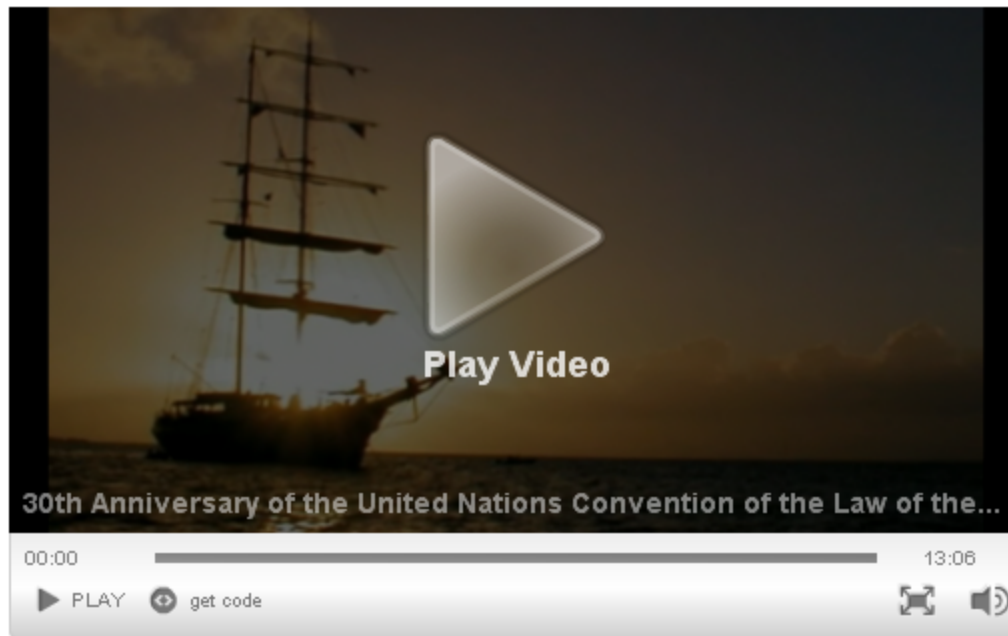 Play Video
30th Anniversary of the United Nations Convention of the Law of the...
00:00 13:06
PLAY get code